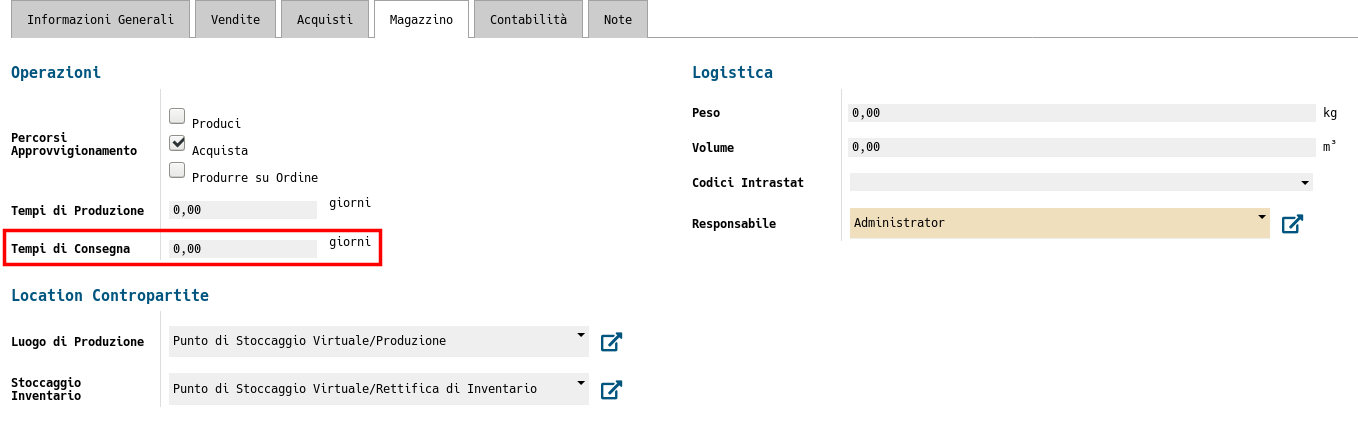 Informazioni Generali
Vendite
Acquisti
Magazzino
Contabilità
Note
Operazioni
Percorsi
Approvvigionamento
Produci
Acquista
Produrre su Ordine
Tempi di Produzione
0,00
giorni
Tempi di Consegna
0,00
giorni
Location Contropartite
Luogo di Produzione
Punto di Stoccaggio Virtuale/Produzione
Stoccaggio
Inventario
Punto di Stoccaggio Virtuale/Rettifica di Inventario
Logistica
Peso
0,00
kg
Volume
0,00
m³
Codici Intrastat
Responsabile
Administrator